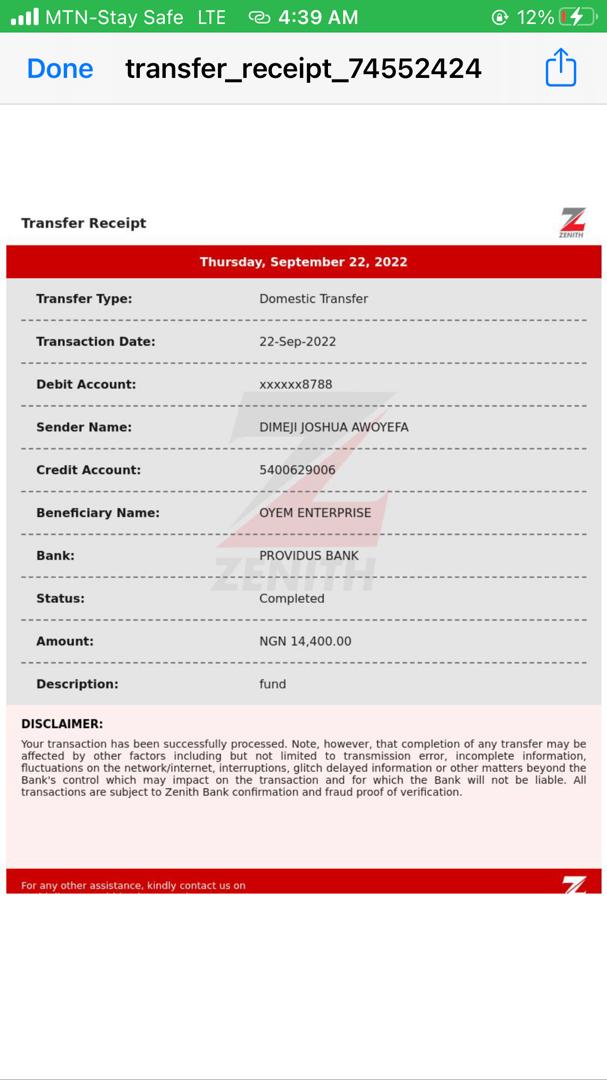 MTN-Stay Safe LTE 4:39 AM 12%
Done transfer_receipt_74552424
Transfer Receipt
ZENITH
Thursday, September 22, 2022
Transfer Type: Domestic Transfer
Transaction Date: 22-Sep-2022
Debit Account: xxxxxx8788
Sender Name: DIMEJI JOSHUA AWOYEFA
Credit Account: 5400629006
Beneficiary Name: OYEM ENTERPRISE
Bank: PROVIDUS BANK
ZENITH
Status: Completed
Amount: NGN 14,400.00
Description: fund
DISCLAIMER:
Your transaction has been successfully processed. Note, however, that completion of any transfer may be
affected by other factors including but not limited to transmission error, incomplete information,
fluctuations on the network/internet, interruptions, glitch delayed information or other matters beyond the
Bank's control which may impact on the transaction and for which the Bank will not be liable. All
transactions are subject to Zenith Bank confirmation and fraud proof of verification.
For any other assistance, kindly contact us on